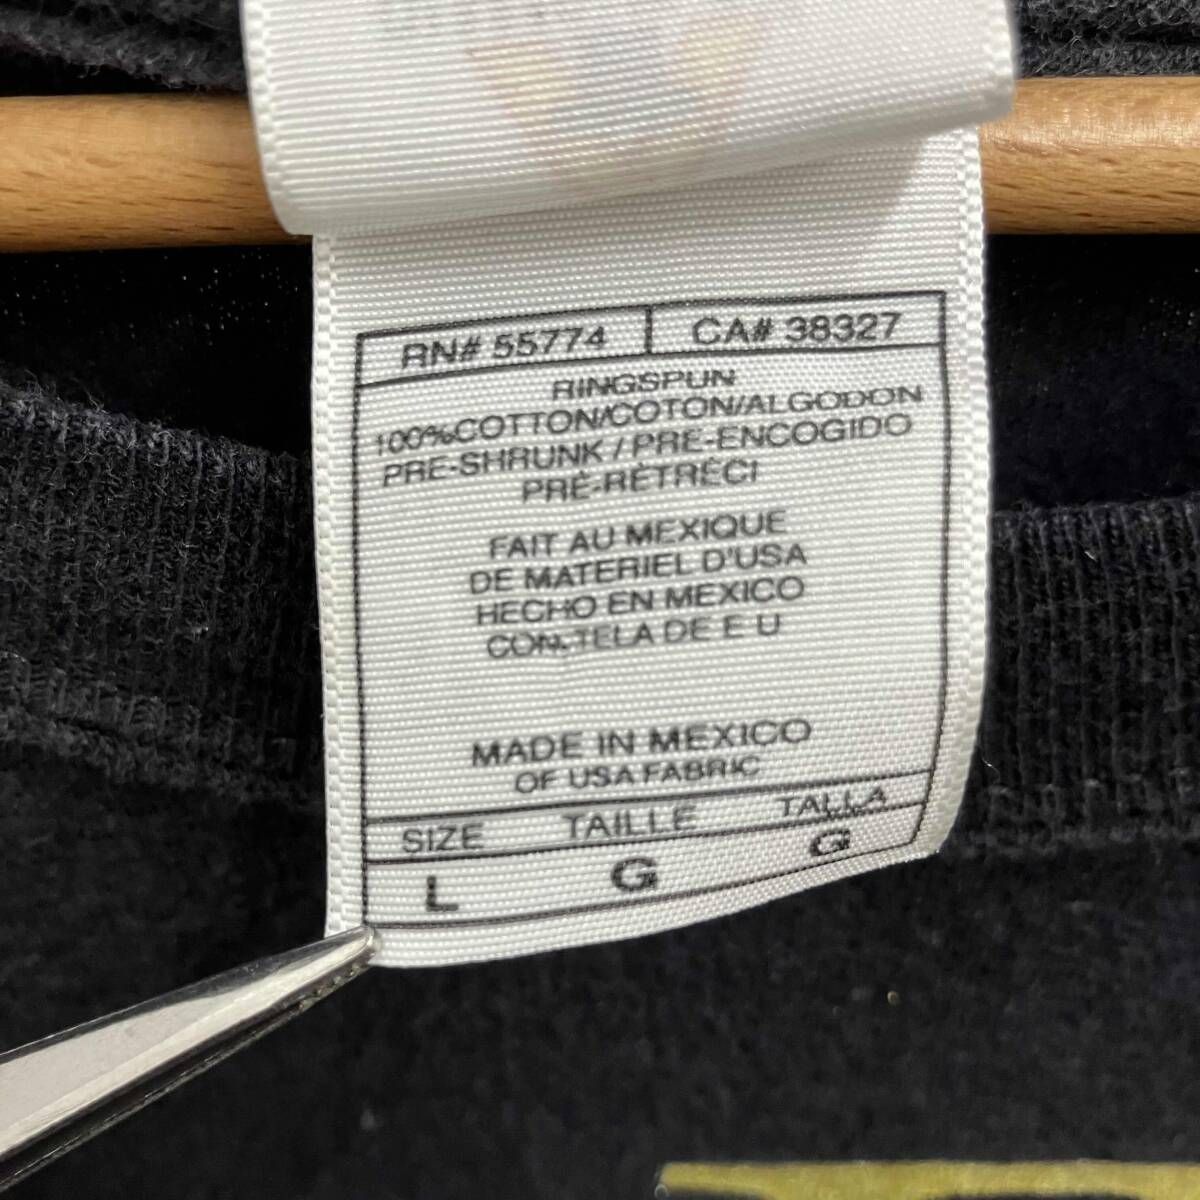 RN# 55774 CA# 38327
RINGSPUN
100%COTTON/COTON/ALGODON
PRE-SHRUNK / PRE-ENCOGIDO
PRÉ-RÉTRÉCI
FAIT AU MEXIQUE
DE MATERIEL D'USA
HECHO EN MEXICO
CON TELA DE E U
MADE IN MEXICO
OF USA FABRIC
SIZE TAILLE TALLA
L G G